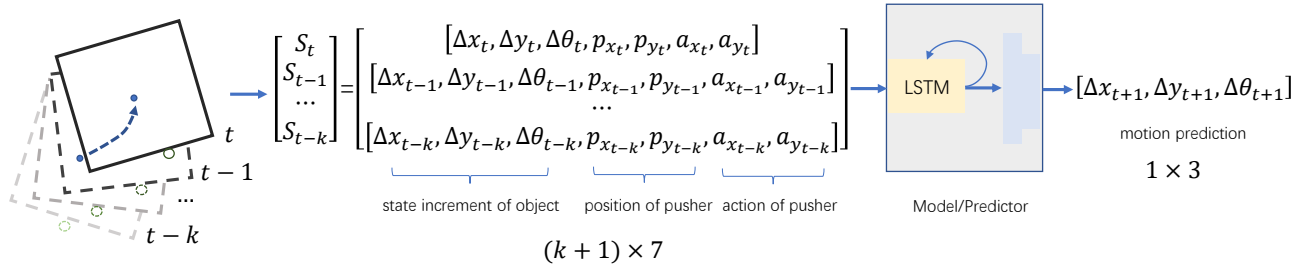 t
t − 1
...
t − k
[S_t S_{t−1} ... S_{t−k}] =
[Δx_t, Δy_t, Δθ_t, p_{x_t}, p_{y_t}, a_{x_t}, a_{y_t}]
[Δx_{t−1}, Δy_{t−1}, Δθ_{t−1}, p_{x_{t−1}}, p_{y_{t−1}}, a_{x_{t−1}}, a_{y_{t−1}}]
...
[Δx_{t−k}, Δy_{t−k}, Δθ_{t−k}, p_{x_{t−k}}, p_{y_{t−k}}, a_{x_{t−k}}, a_{y_{t−k}}]
state increment of object
position of pusher
action of pusher
(k + 1) × 7
LSTM
Model/Predictor
[Δx_{t+1}, Δy_{t+1}, Δθ_{t+1}]
motion prediction
1 × 3